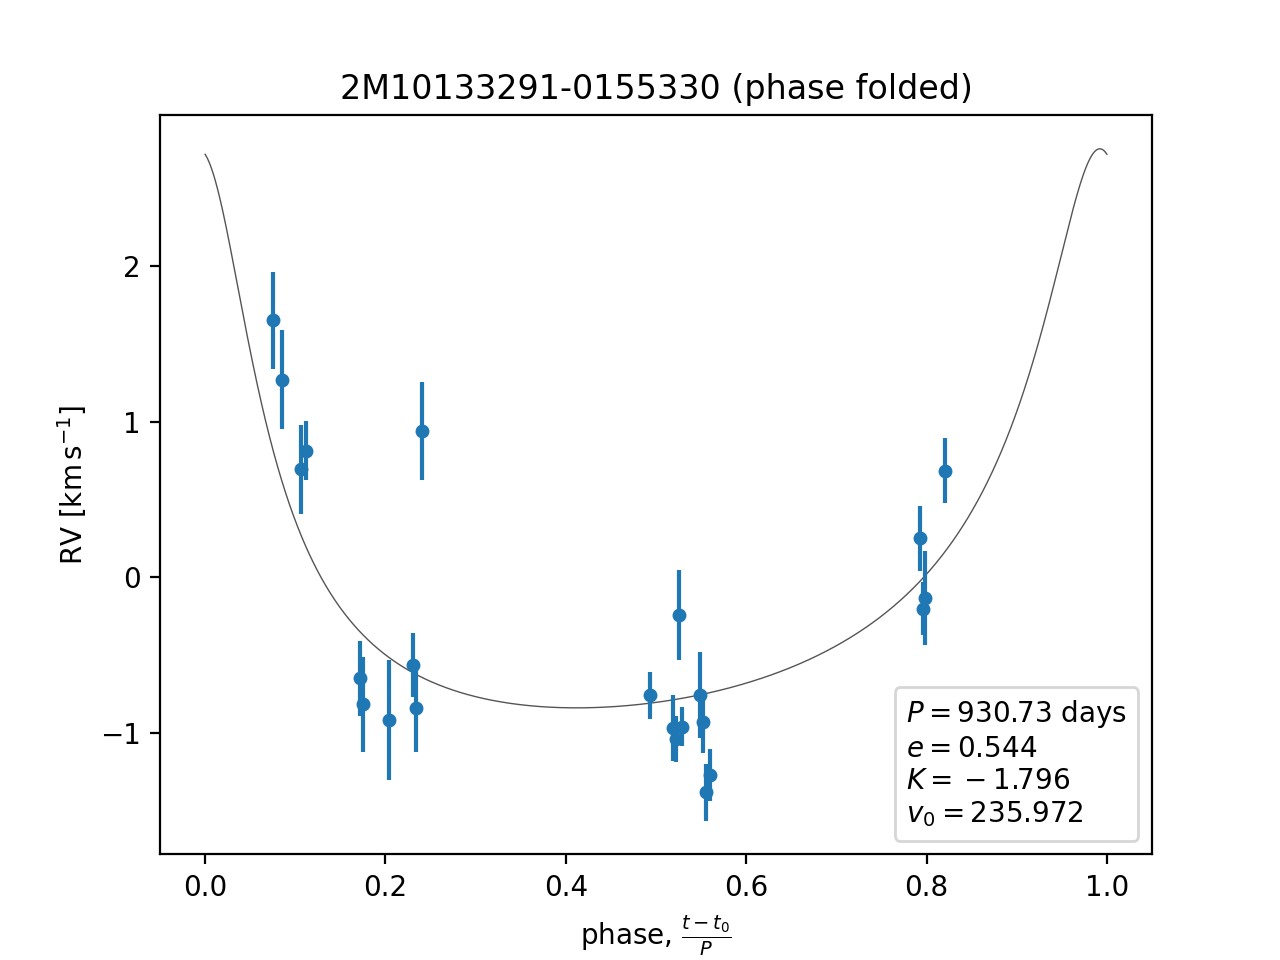 2M10133291-0155330 (phase folded)
RV [km s⁻¹]
2
1
0
−1
P = 930.73 days
e = 0.544
K = −1.796
v₀ = 235.972
0.0 0.2 0.4 0.6 0.8 1.0
phase, (t − t₀)/P